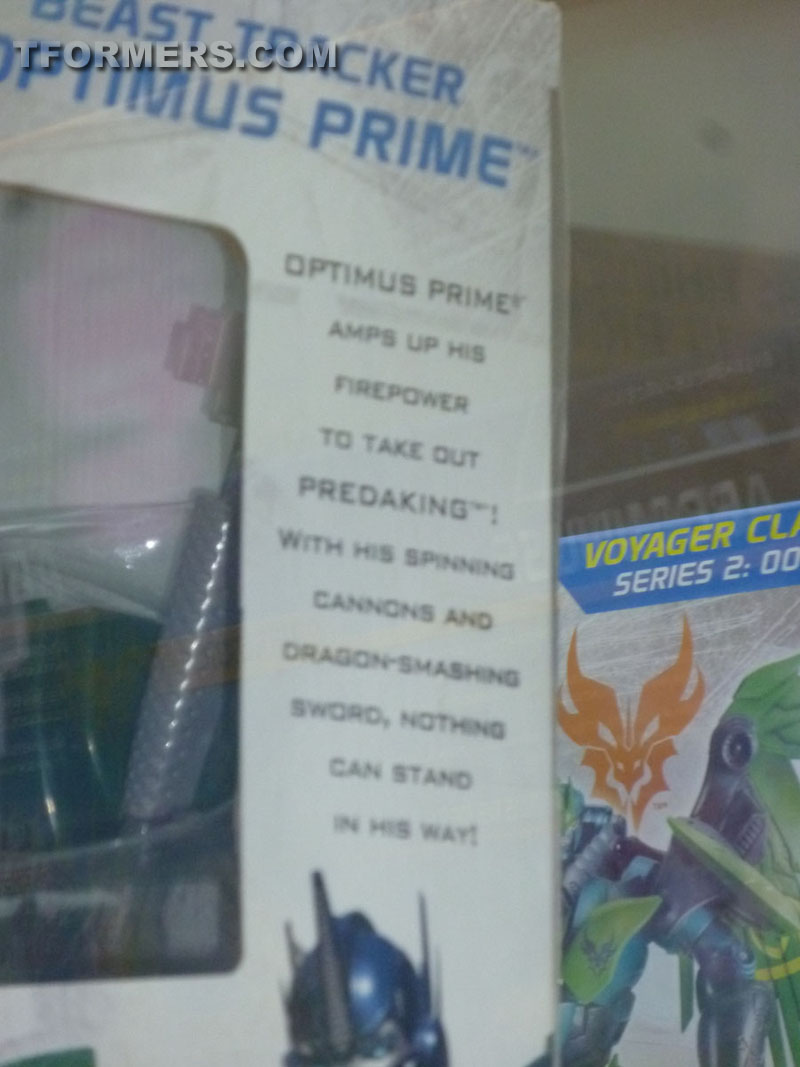 BEAST TRACKER
TFORMERS.COM
OPTIMUS PRIME™
OPTIMUS PRIME®
AMPS UP HIS
FIREPOWER
TO TAKE OUT
PREDAKING™!
WITH HIS SPINNING
CANNONS AND
DRAGON-SMASHING
SWORD, NOTHING
CAN STAND
IN HIS WAY!
VOYAGER CLA
SERIES 2: 00
TM